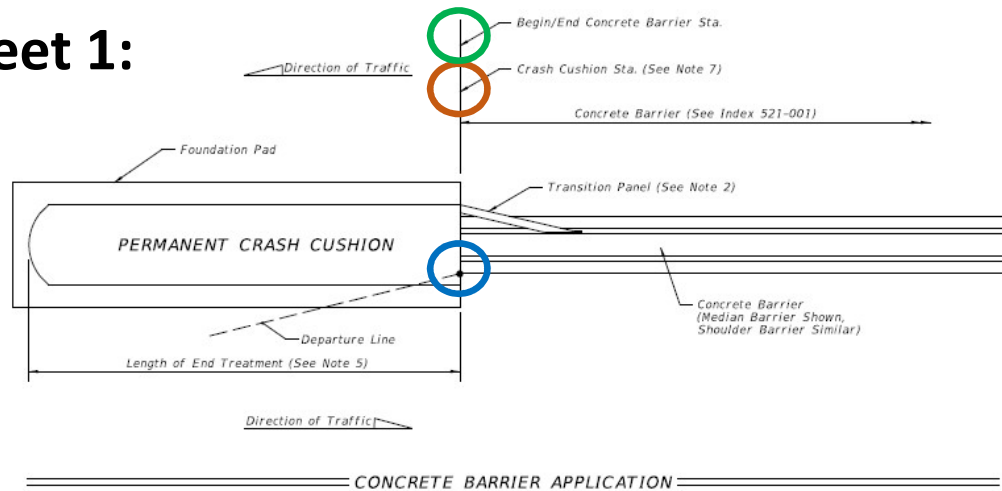 eet 1:
Begin/End Concrete Barrier Sta.
Direction of Traffic
Crash Cushion Sta. (See Note 7)
Concrete Barrier (See Index 521-001)
Foundation Pad
Transition Panel (See Note 2)
PERMANENT CRASH CUSHION
Concrete Barrier
(Median Barrier Shown,
Shoulder Barrier Similar)
Departure Line
Length of End Treatment (See Note 5)
Direction of Traffic
CONCRETE BARRIER APPLICATION